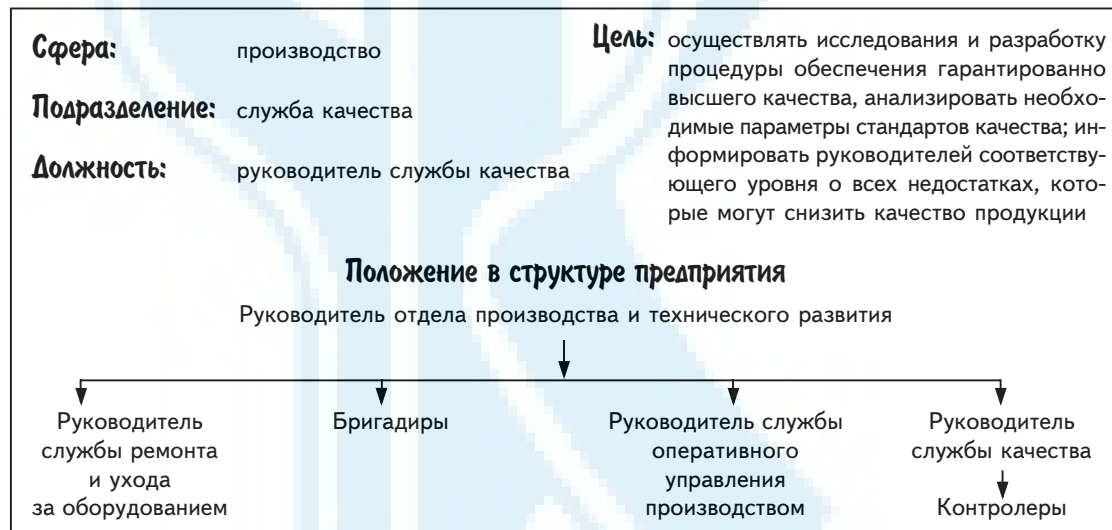 Сфера: производство
Подразделение: служба качества
Должность: руководитель службы качества
Цель: осуществлять исследования и разработку
процедуры обеспечения гарантированно
высшего качества, анализировать необхо-
димые параметры стандартов качества; ин-
формировать руководителей соответству-
ющего уровня о всех недостатках, кото-
рые могут снизить качество продукции
Положение в структуре предприятия
Руководитель отдела производства и технического развития
Руководитель
службы ремонта
и ухода
за оборудованием
Бригадиры
Руководитель службы
оперативного
управления
производством
Руководитель
службы качества
Контролеры